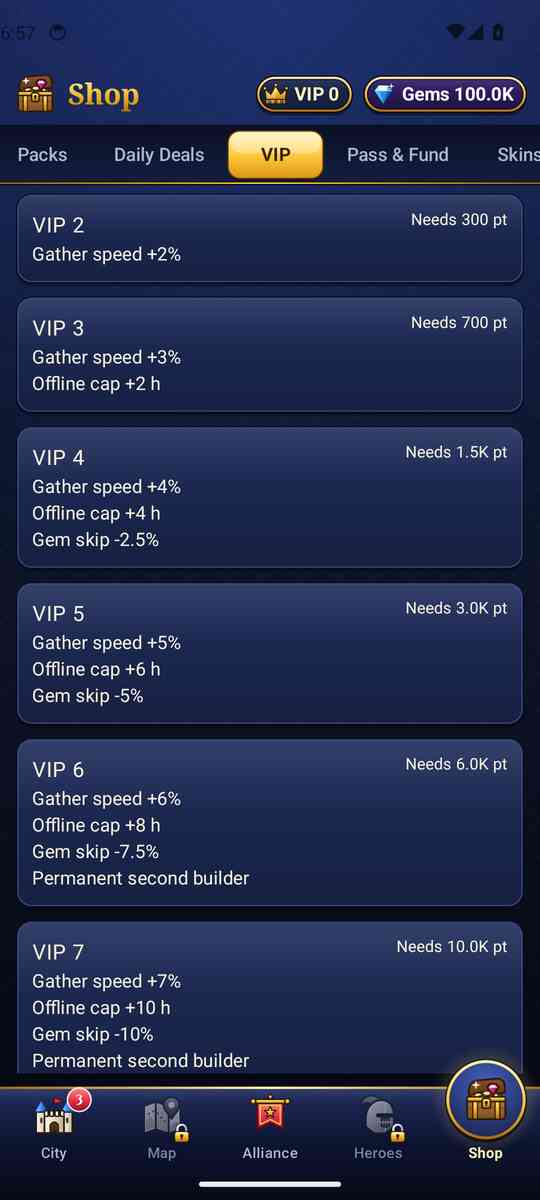 6:57
Shop
VIP 0
Gems 100.0K
Packs
Daily Deals
VIP
Pass & Fund
Skins
VIP 2
Needs 300 pt
Gather speed +2%
VIP 3
Needs 700 pt
Gather speed +3%
Offline cap +2 h
VIP 4
Needs 1.5K pt
Gather speed +4%
Offline cap +4 h
Gem skip -2.5%
VIP 5
Needs 3.0K pt
Gather speed +5%
Offline cap +6 h
Gem skip -5%
VIP 6
Needs 6.0K pt
Gather speed +6%
Offline cap +8 h
Gem skip -7.5%
Permanent second builder
VIP 7
Needs 10.0K pt
Gather speed +7%
Offline cap +10 h
Gem skip -10%
Permanent second builder
3
City
Map
Alliance
Heroes
Shop